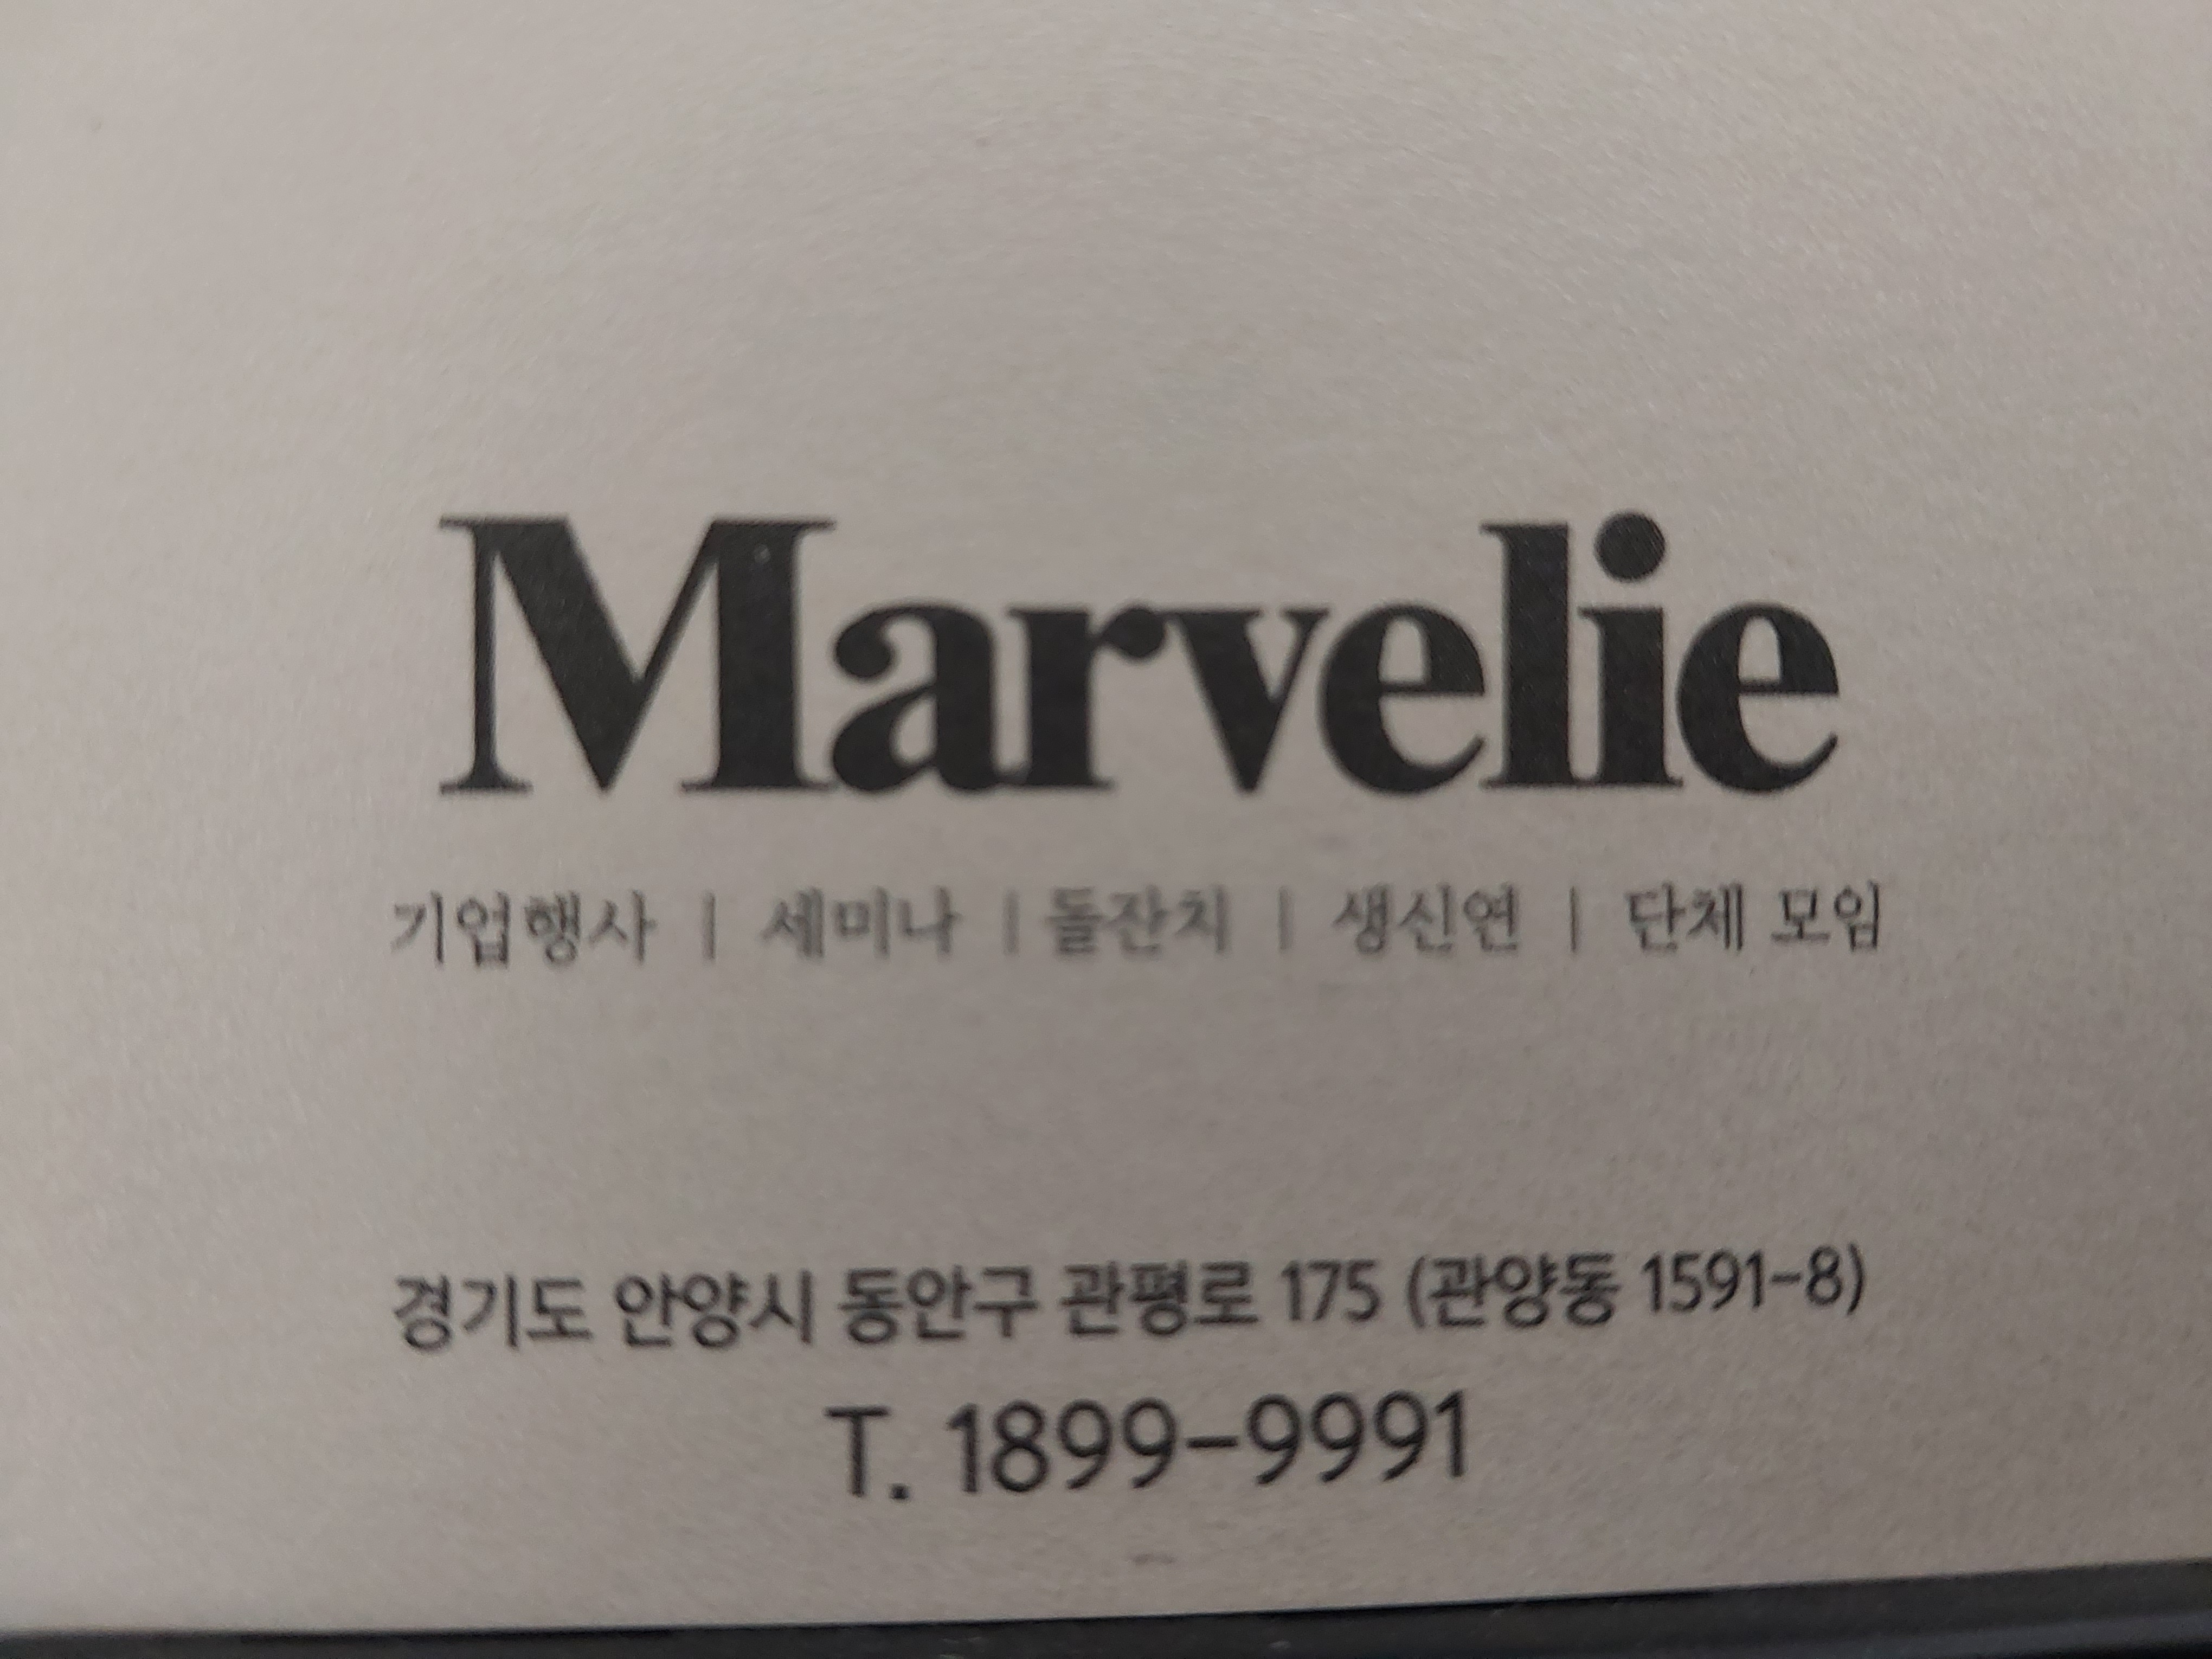 Marvelie
기업행사 | 세미나 | 돌잔치 | 생신연 | 단체 모임
경기도 안양시 동안구 관평로 175 (관양동 1591-8)
T. 1899-9991